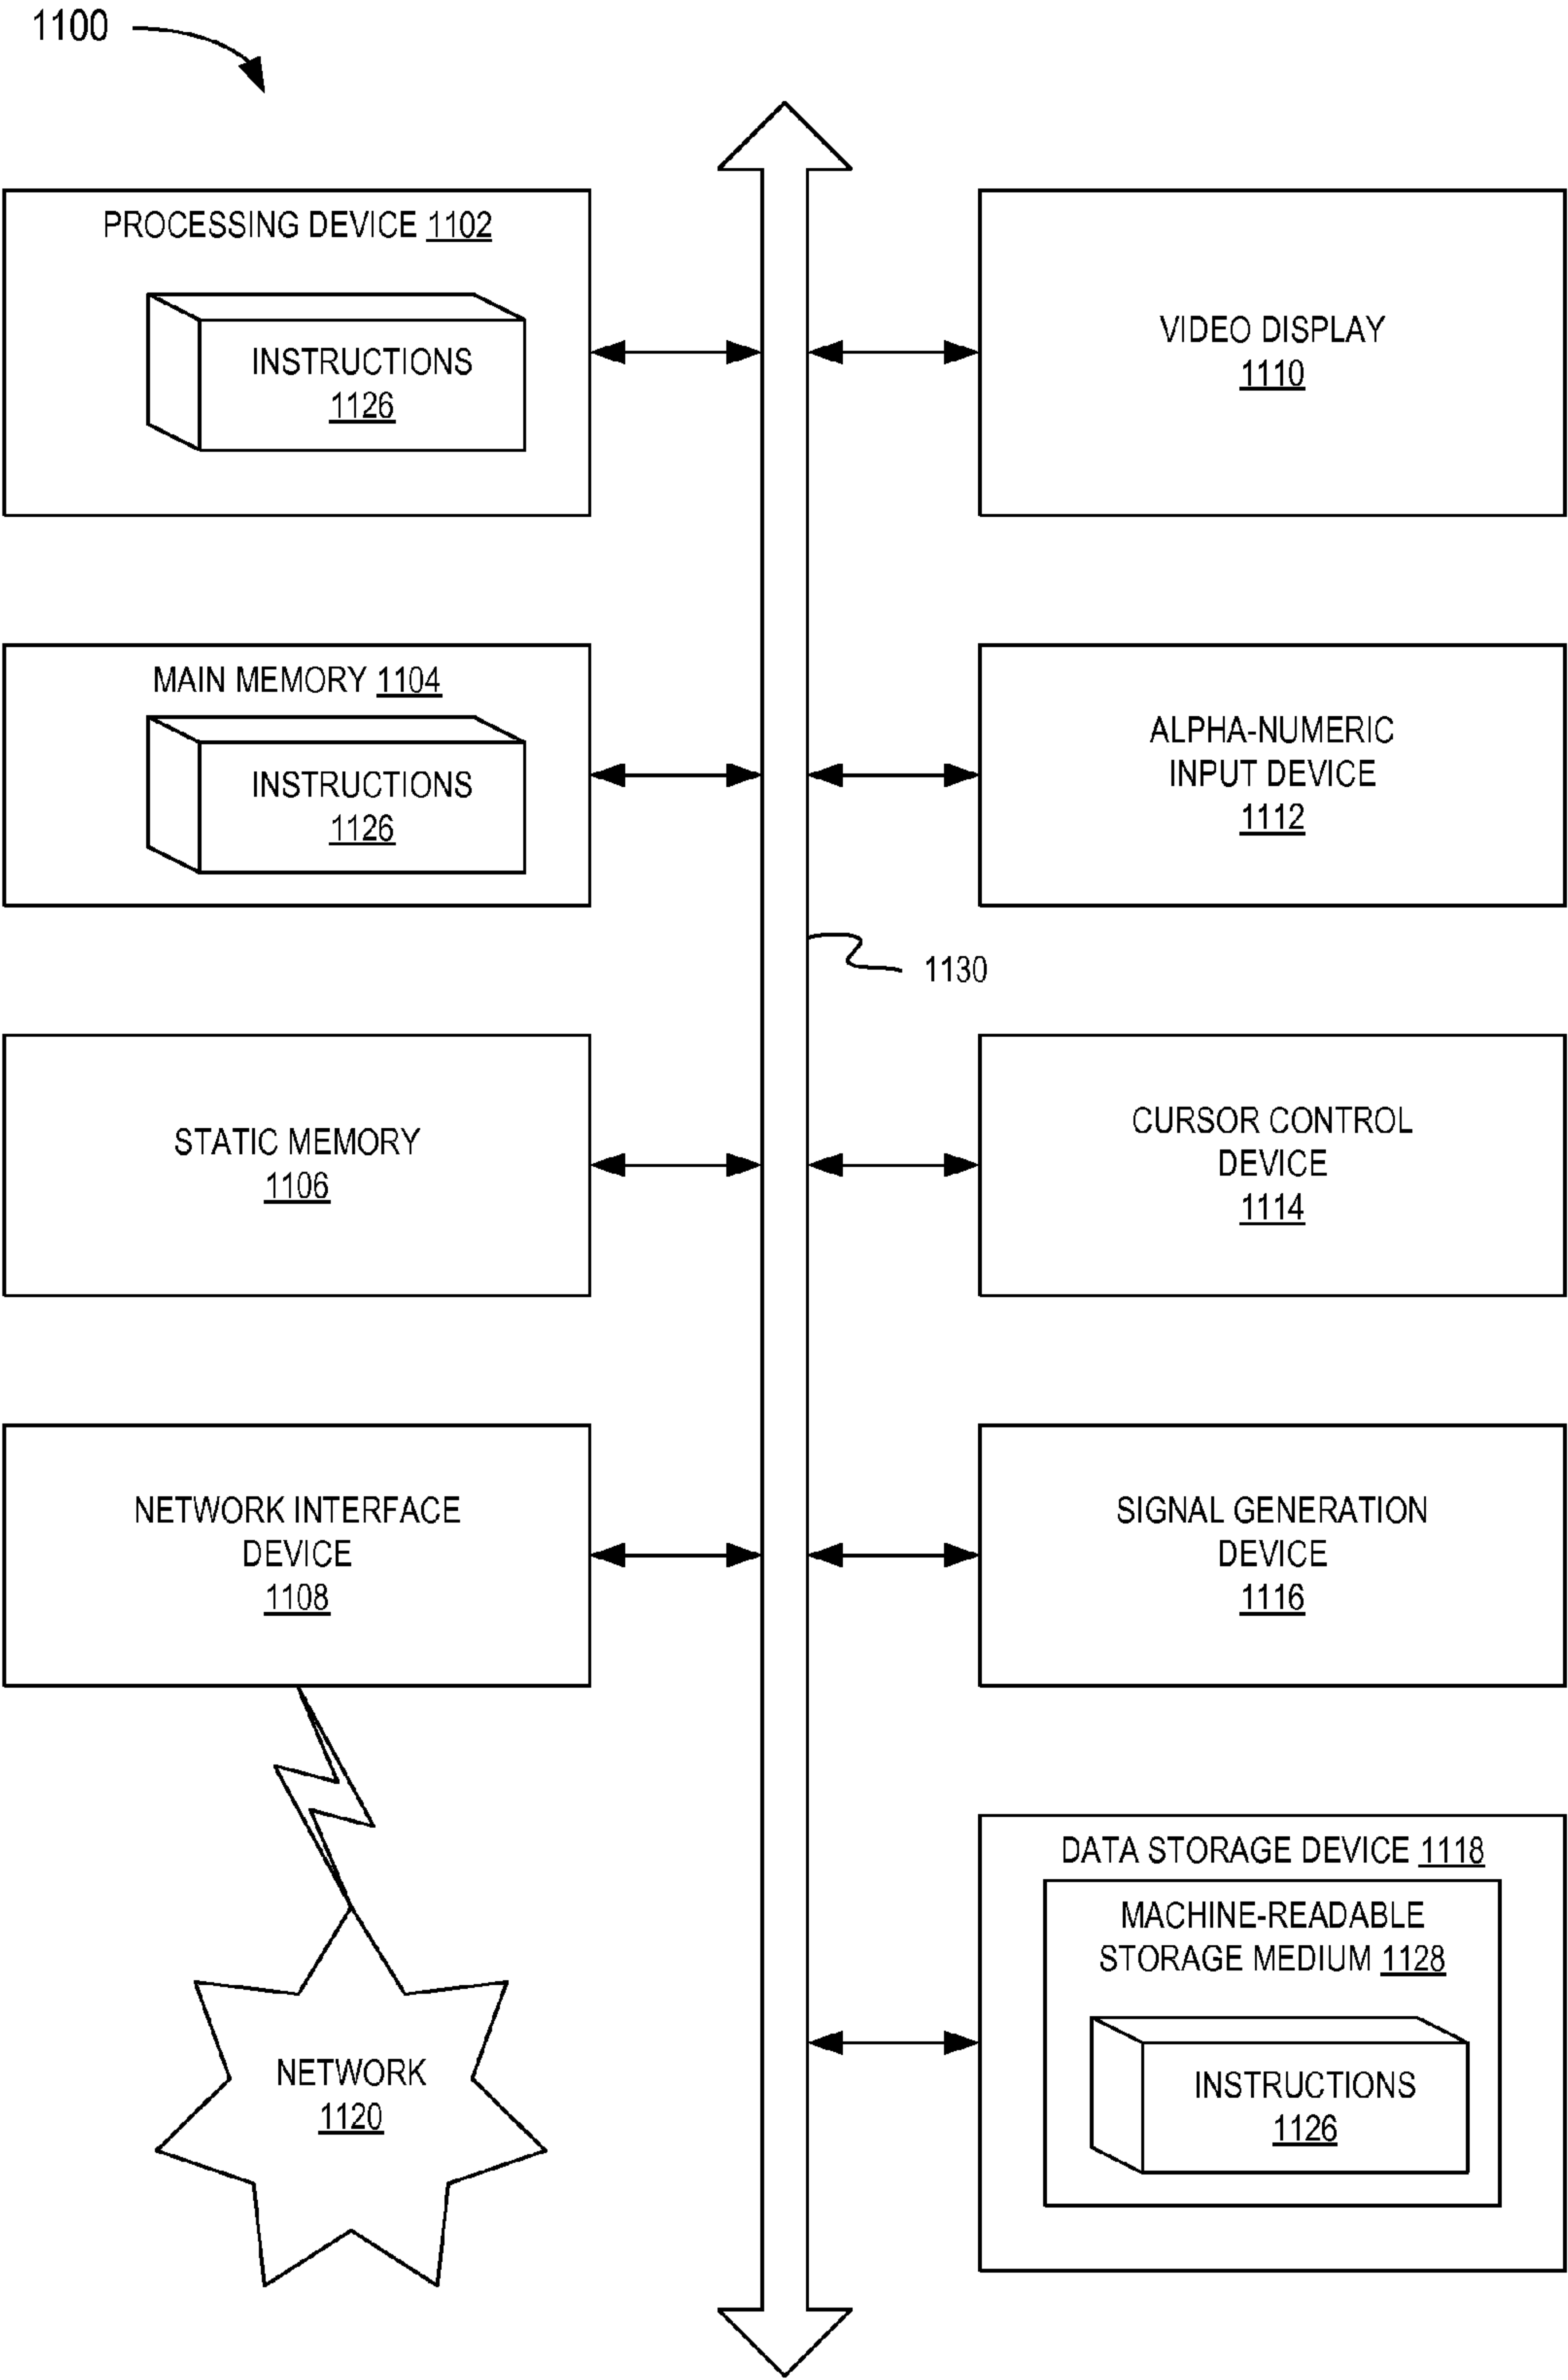 1100
PROCESSING DEVICE 1102
INSTRUCTIONS
1126
VIDEO DISPLAY
1110
MAIN MEMORY 1104
INSTRUCTIONS
1126
ALPHA-NUMERIC
INPUT DEVICE
1112
1130
STATIC MEMORY
1106
CURSOR CONTROL
DEVICE
1114
NETWORK INTERFACE
DEVICE
1108
SIGNAL GENERATION
DEVICE
1116
DATA STORAGE DEVICE 1118
MACHINE-READABLE
STORAGE MEDIUM 1128
INSTRUCTIONS
1126
NETWORK
1120